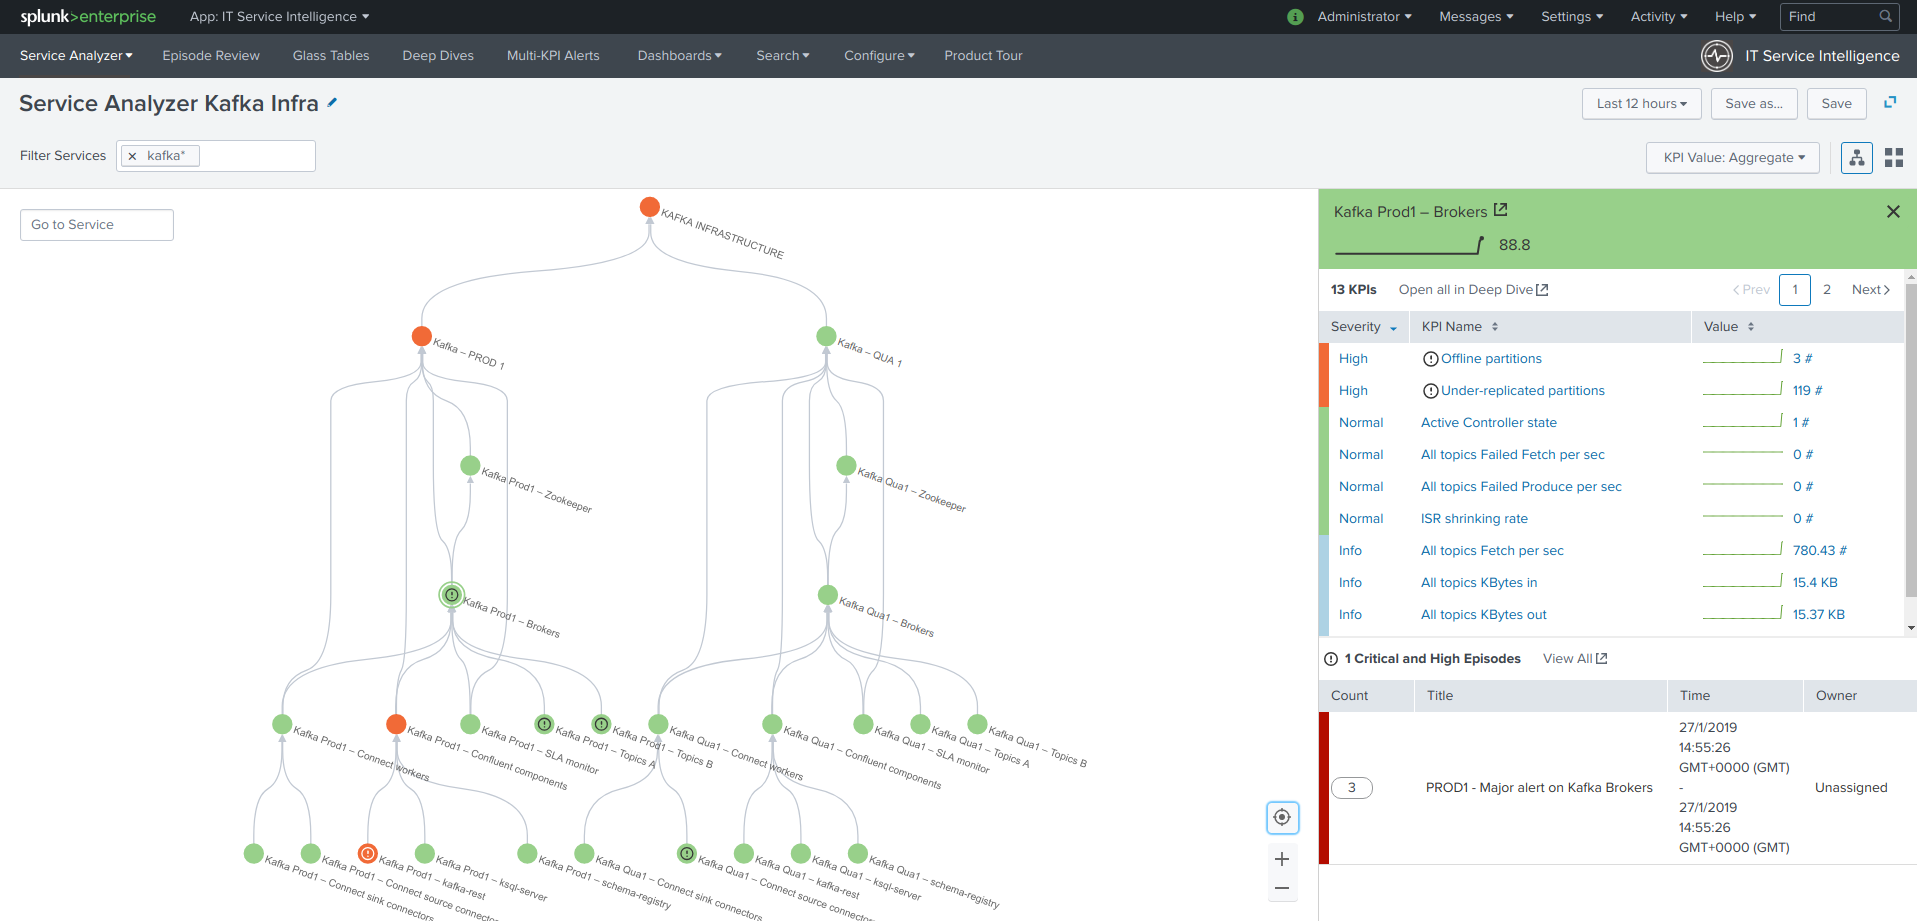 splunk>enterprise App: IT Service Intelligence
Administrator Messages Settings Activity Help Find
Service Analyzer Episode Review Glass Tables Deep Dives Multi-KPI Alerts Dashboards Search Configure Product Tour
IT Service Intelligence
Service Analyzer Kafka Infra
Last 12 hours Save as... Save
Filter Services × kafka*
KPI Value: Aggregate
Go to Service
KAFKA INFRASTRUCTURE
Kafka – PROD 1
Kafka – QUA 1
Kafka Prod1 – Zookeeper
Kafka Qua1 – Zookeeper
Kafka Prod1 – Brokers
Kafka Qua1 – Brokers
Kafka Prod1 – Connect workers
Kafka Prod1 – Confluent components
Kafka Prod1 – SLA monitor
Kafka Prod1 – Topics A
Kafka Prod1 – Topics B
Kafka Qua1 – Connect workers
Kafka Qua1 – Confluent components
Kafka Qua1 – SLA monitor
Kafka Qua1 – Topics A
Kafka Qua1 – Topics B
Kafka Prod1 – Connect sink connectors
Kafka Prod1 – Connect source connector
Kafka Prod1 – kafka-rest
Kafka Prod1 – ksql-server
Kafka Prod1 – schema-registry
Kafka Qua1 – Connect sink connectors
Kafka Qua1 – Connect source connector
Kafka Qua1 – kafka-rest
Kafka Qua1 – ksql-server
Kafka Qua1 – schema-registry
Kafka Prod1 – Brokers
88.8
13 KPIs Open all in Deep Dive < Prev 1 2 Next >
Severity KPI Name Value
High Offline partitions 3 #
High Under-replicated partitions 119 #
Normal Active Controller state 1 #
Normal All topics Failed Fetch per sec 0 #
Normal All topics Failed Produce per sec 0 #
Normal ISR shrinking rate 0 #
Info All topics Fetch per sec 780.43 #
Info All topics KBytes in 15.4 KB
Info All topics KBytes out 15.37 KB
1 Critical and High Episodes View All
Count Title Time Owner
3 PROD1 - Major alert on Kafka Brokers
27/1/2019
14:55:26
GMT+0000 (GMT)
-
27/1/2019
14:55:26
GMT+0000 (GMT)
Unassigned